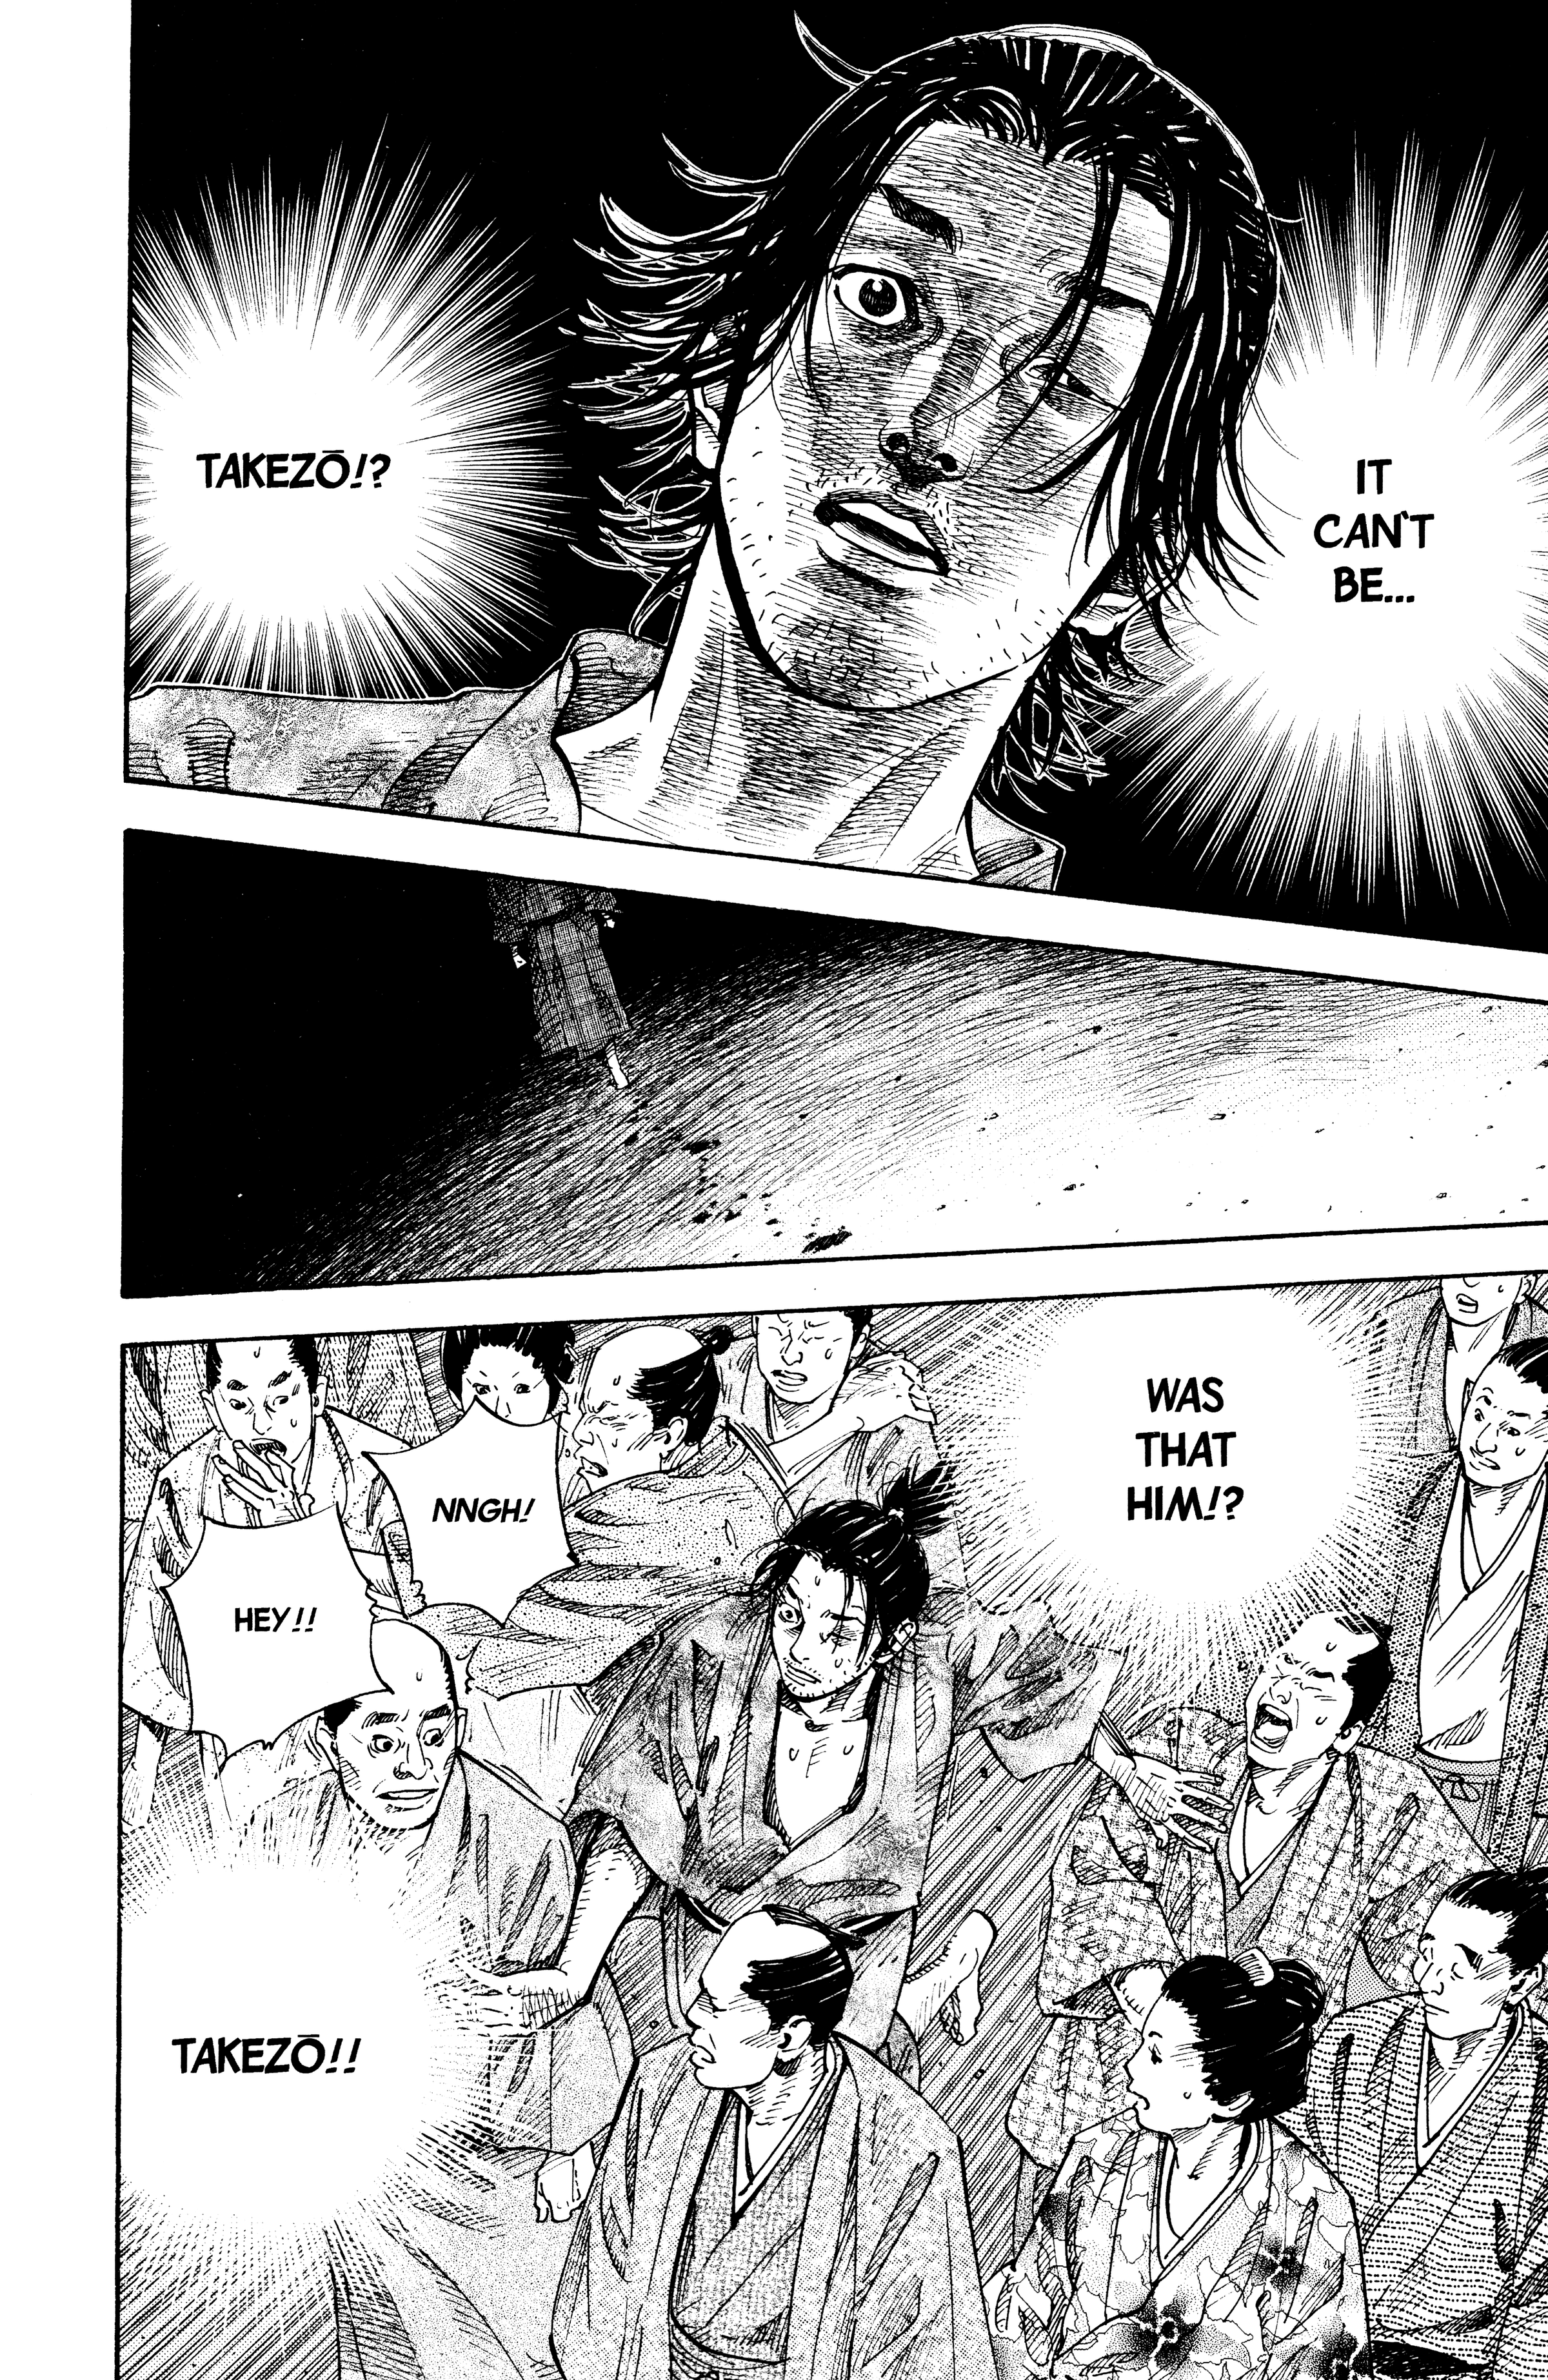 IT
CAN'T
BE...
TAKEZŌ!?
WAS
THAT
HIM!?
NNGH!
HEY!!
TAKEZŌ!!